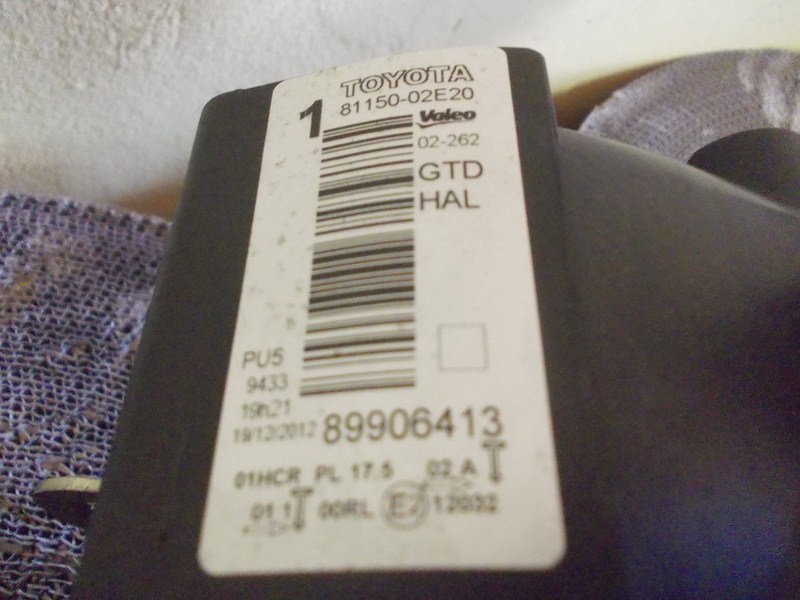 TOYOTA
81150-02E20
1
Valeo
02-262
GTD
HAL
PU5
9433
19h21
19/12/2012
89906413
01HCR PL 17.5 02 A
01 1 00RL E2 12032